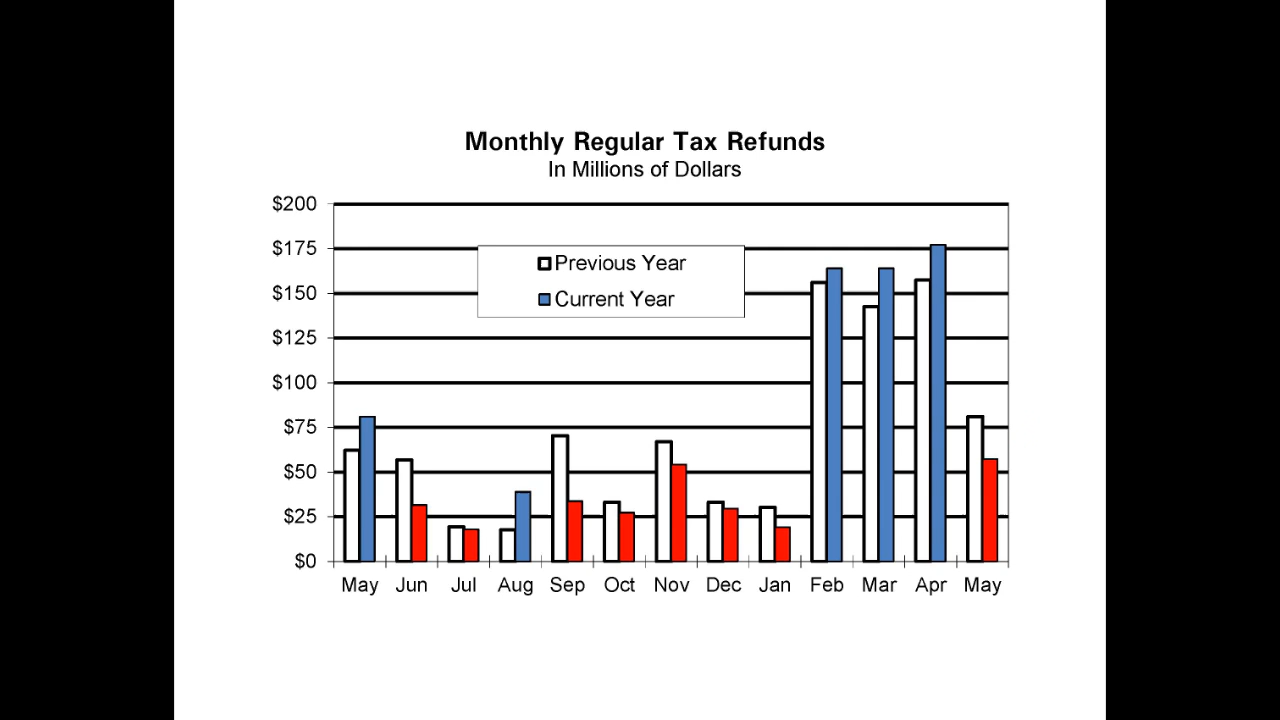 Monthly Regular Tax Refunds
In Millions of Dollars
$200
$175
$150
$125
$100
$75
$50
$25
$0
Previous Year
Current Year
May Jun Jul Aug Sep Oct Nov Dec Jan Feb Mar Apr May